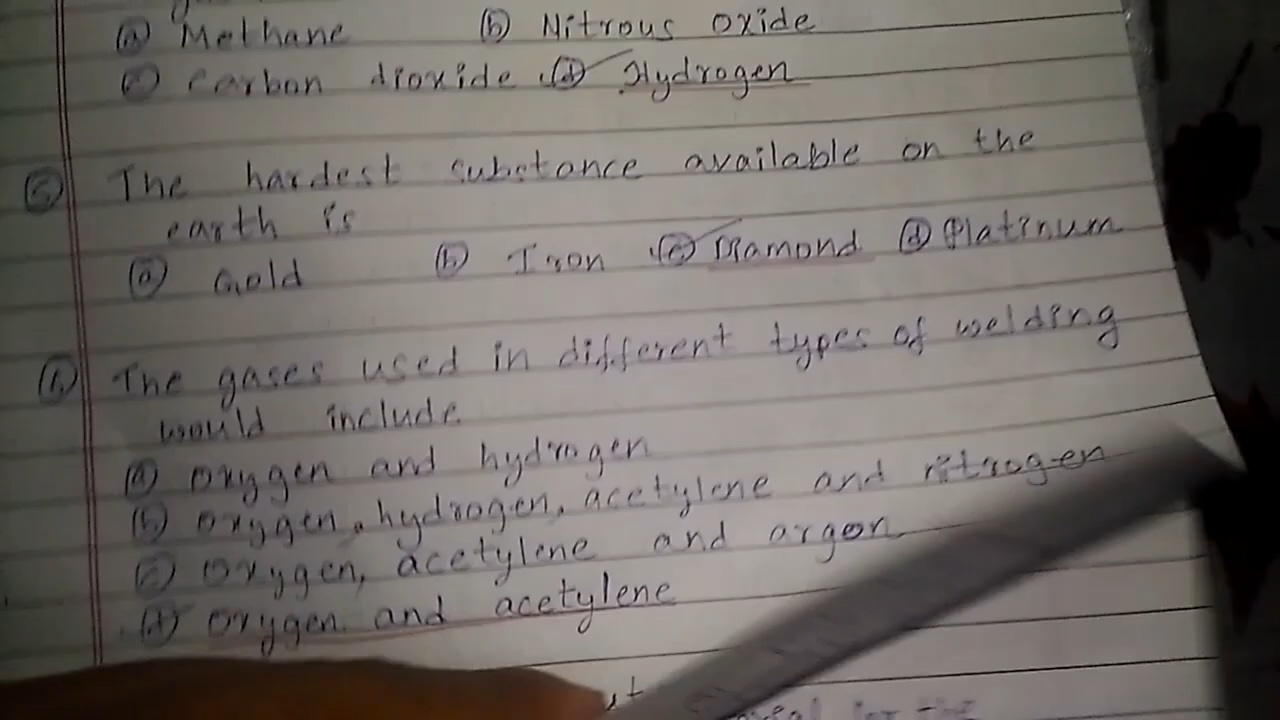 (a) Methane (b) Nitrous oxide
(c) carbon dioxide (d) Hydrogen
(5) The hardest substance available on the
earth is
(a) Gold (b) Iron (c) Diamond (d) Platinum
(6) The gases used in different types of welding
would include
(a) oxygen and hydrogen
(b) oxygen, hydrogen, acetylene and nitrogen
(c) oxygen, acetylene and argon
(d) oxygen and acetylene